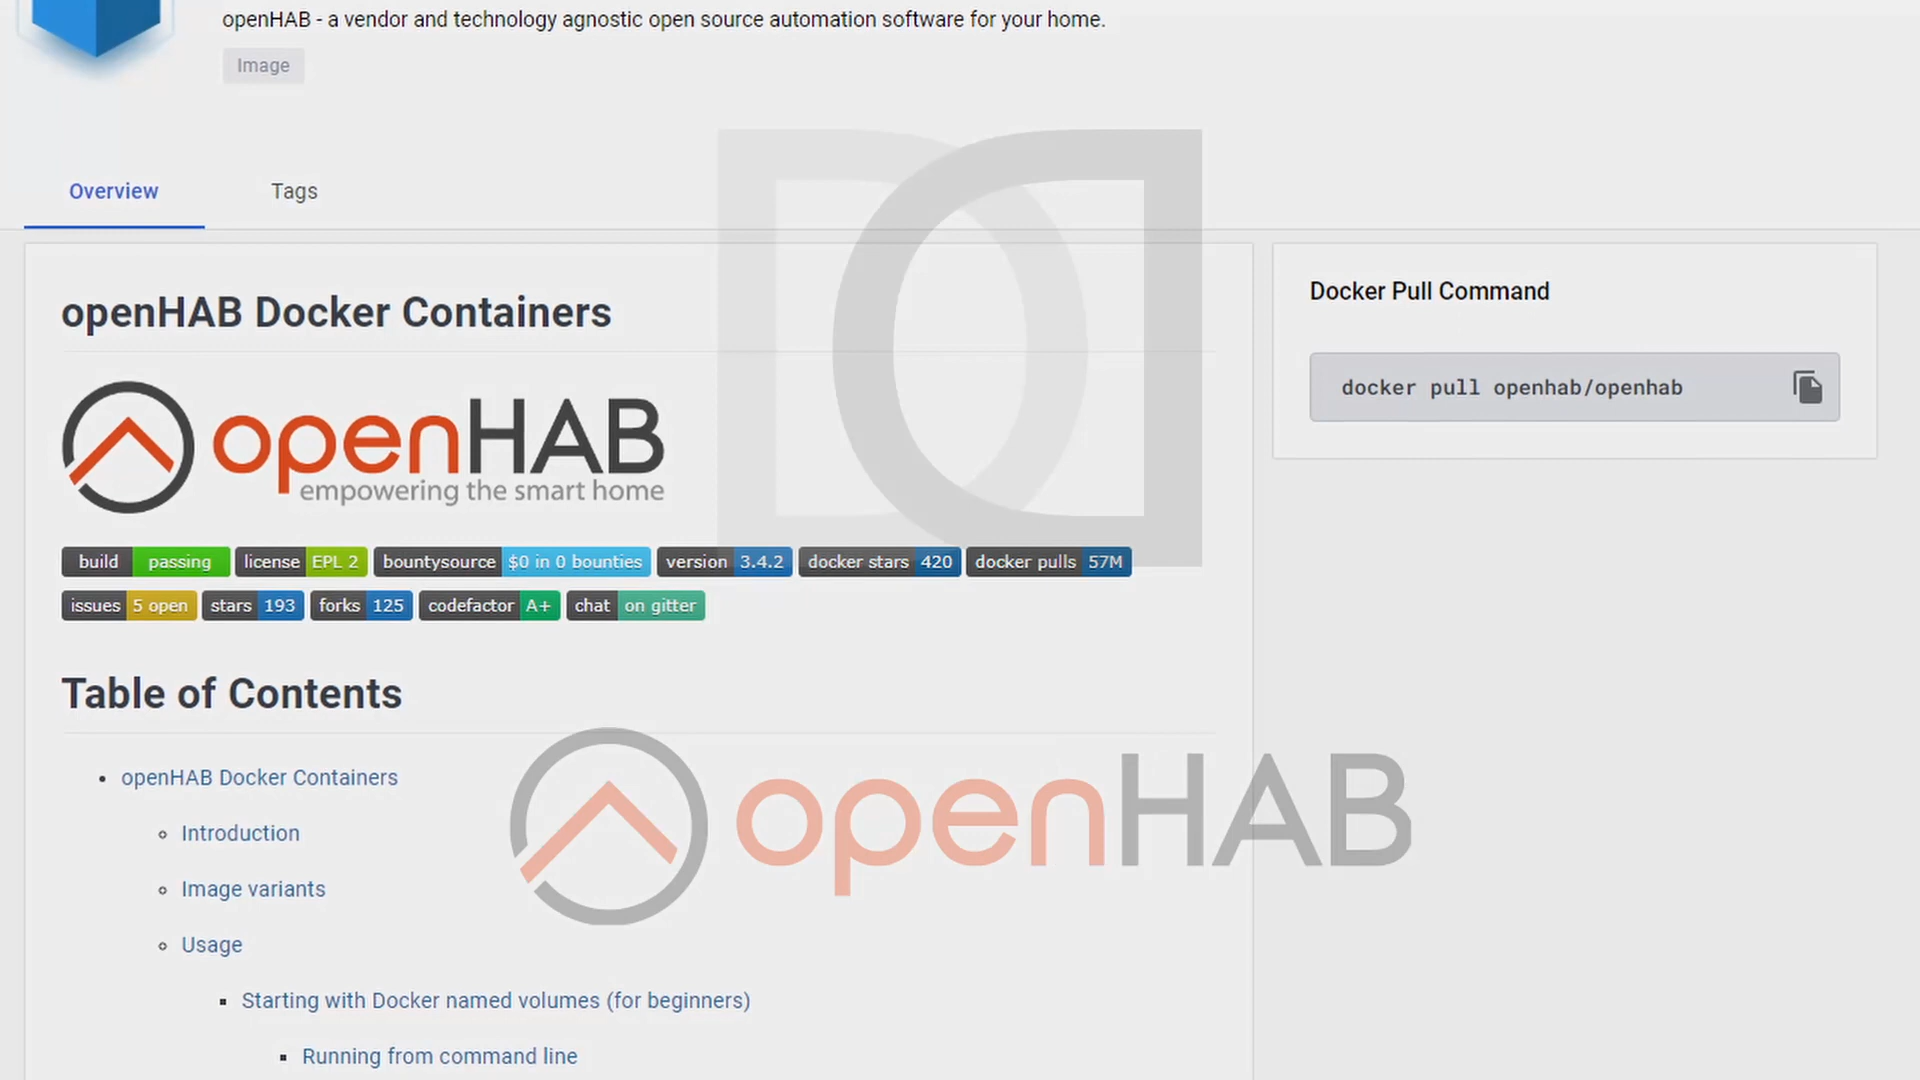 openHAB - a vendor and technology agnostic open source automation software for your home.
Image
Overview Tags
openHAB Docker Containers
openHAB
empowering the smart home
build passing license EPL 2 bountysource $0 in 0 bounties version 3.4.2 docker stars 420 docker pulls 57M
issues 5 open stars 193 forks 125 codefactor A+ chat on gitter
Table of Contents
openHAB Docker Containers
Introduction
Image variants
Usage
Starting with Docker named volumes (for beginners)
Running from command line
Docker Pull Command
docker pull openhab/openhab
openHAB